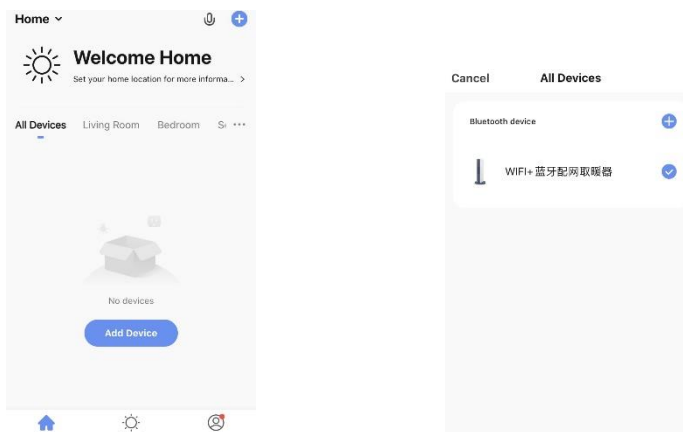 Home
Welcome Home
Set your home location for more informa... >
All Devices Living Room Bedroom S ...
No devices
Add Device
Cancel All Devices
Bluetooth device
WIFI+蓝牙配网取暖器